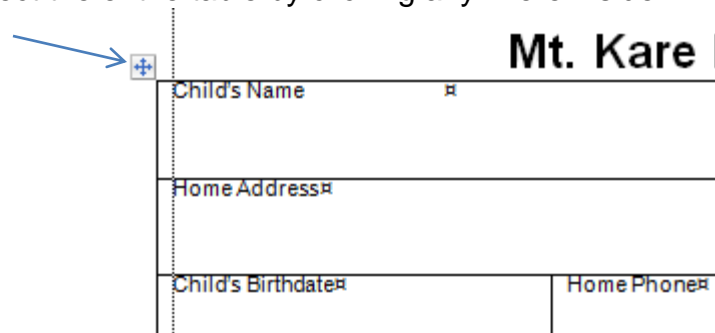 Mt. Kare
Child's Name ¤
Home Address¤
Child's Birthdate¤ Home Phone¤